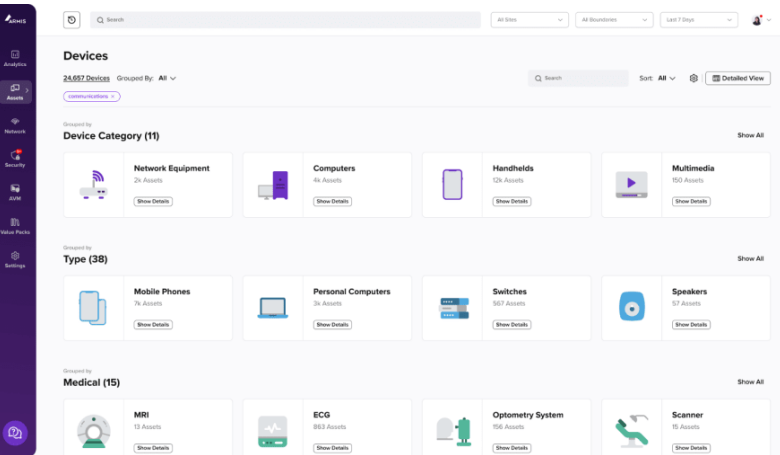 ARMIS
Search
All Sites
All Boundaries
Last 7 Days
Analytics
Assets
Network
Security
AVM
Value Packs
Settings
Devices
24,657 Devices Grouped By: All
Search
Sort: All
Detailed View
communications ×
Grouped by
Device Category (11)
Show All
Network Equipment
2k Assets
Show Details
Computers
4k Assets
Show Details
Handhelds
12k Assets
Show Details
Multimedia
150 Assets
Show Details
Grouped by
Type (38)
Show All
Mobile Phones
7k Assets
Show Details
Personal Computers
3k Assets
Show Details
Switches
567 Assets
Show Details
Speakers
57 Assets
Show Details
Grouped by
Medical (15)
Show All
MRI
13 Assets
Show Details
ECG
863 Assets
Show Details
Optometry System
156 Assets
Show Details
Scanner
15 Assets
Show Details